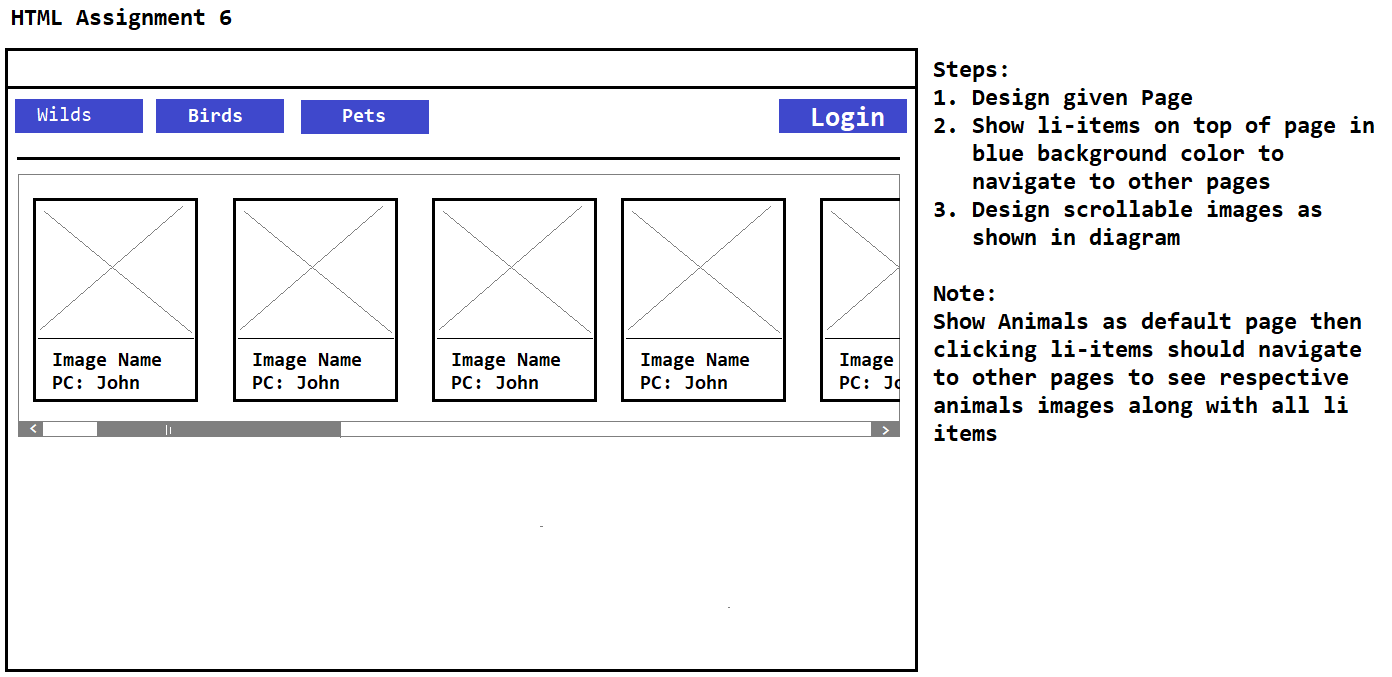 HTML Assignment 6
Wilds
Birds
Pets
Login
Image Name
PC: John
Image Name
PC: John
Image Name
PC: John
Image Name
PC: John
Image
PC: Jo
Steps:
1. Design given Page
2. Show li-items on top of page in
blue background color to
navigate to other pages
3. Design scrollable images as
shown in diagram
Note:
Show Animals as default page then
clicking li-items should navigate
to other pages to see respective
animals images along with all li
items